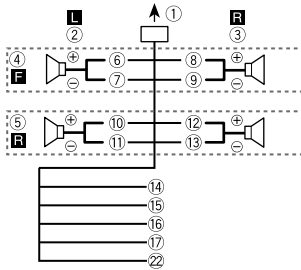 L R
① 
② ③
④ ⊕ ⑥ ⑧ ⊕
F ⊖ ⑦ ⑨ ⊖
⑤ ⊕ ⑩ ⑫ ⊕
R ⊖ ⑪ ⑬ ⊖
⑭
⑮
⑯
⑰
㉒